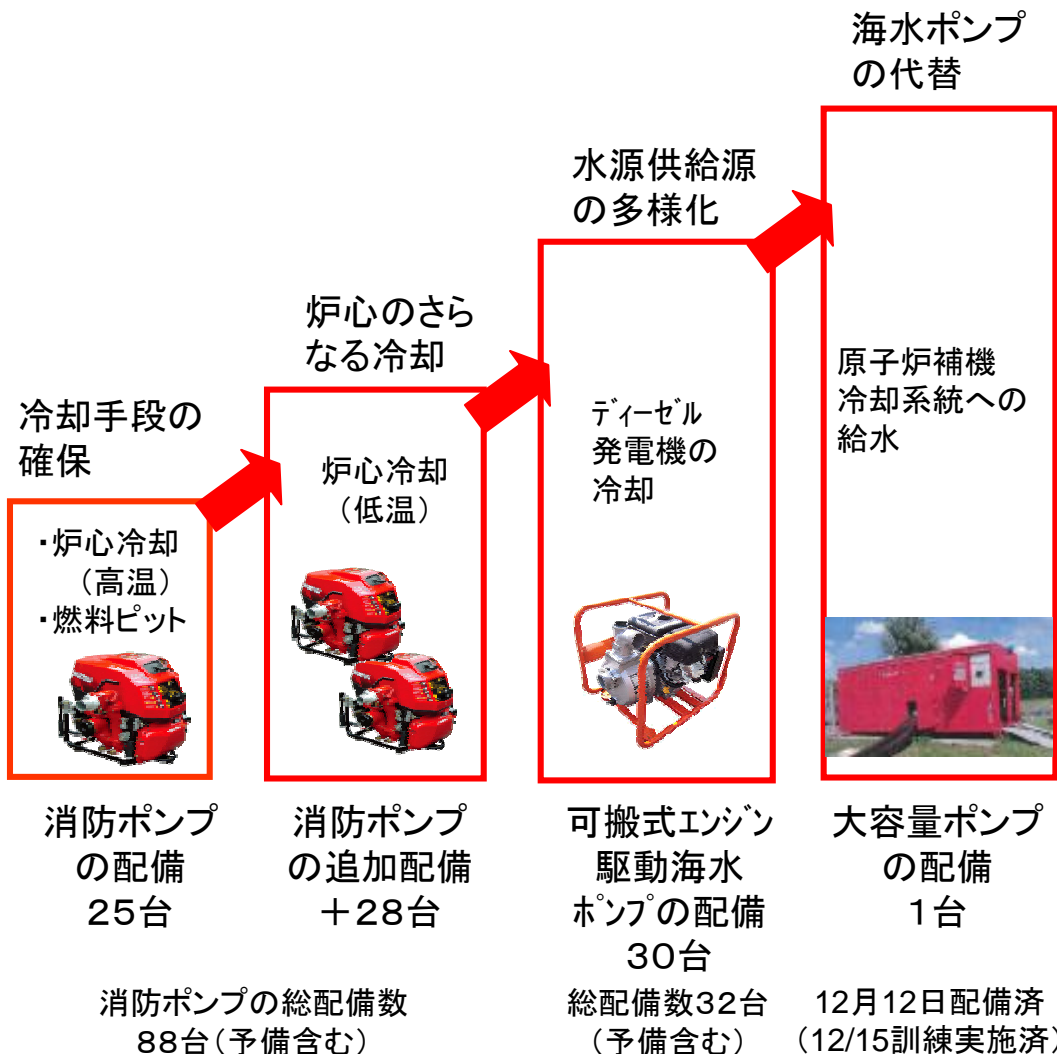 冷却手段の
確保
・炉心冷却
（高温）
・燃料ピット
消防ポンプ
の配備
25台
炉心のさら
なる冷却
炉心冷却
（低温）
消防ポンプ
の追加配備
＋28台
消防ポンプの総配備数
88台（予備含む）
水源供給源
の多様化
ﾃﾞｨｰｾﾞﾙ
発電機の
冷却
可搬式ｴﾝｼﾞﾝ
駆動海水
ﾎﾟﾝﾌﾟの配備
30台
総配備数32台
（予備含む）
海水ポンプ
の代替
原子炉補機
冷却系統への
給水
大容量ポンプ
の配備
1台
12月12日配備済
（12/15訓練実施済）